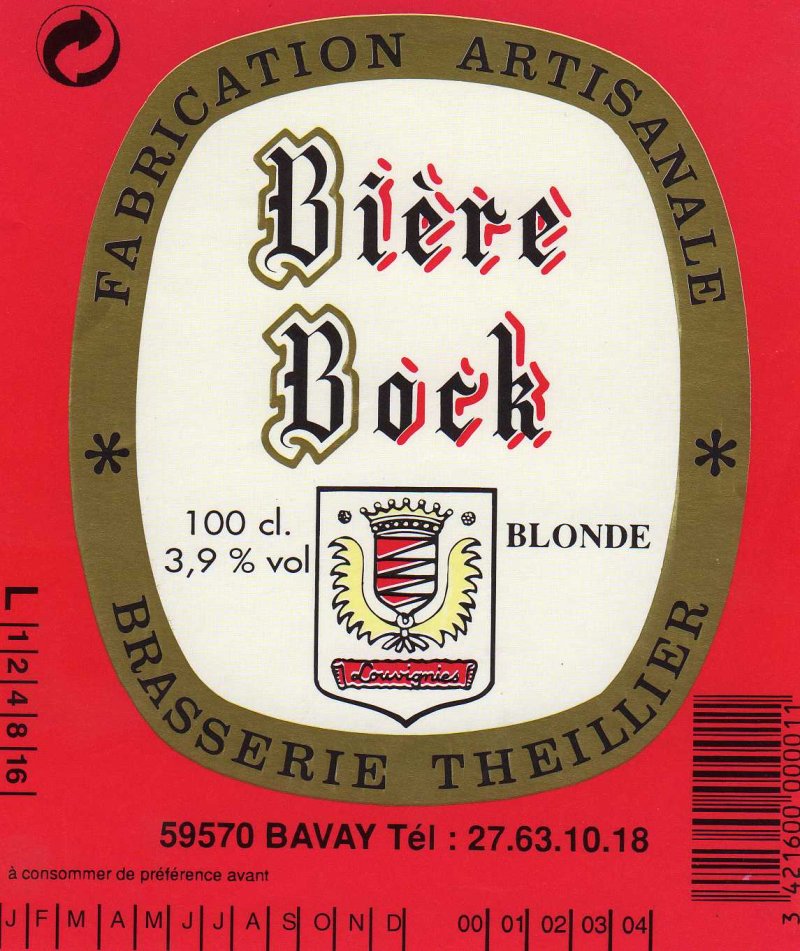 FABRICATION ARTISANALE
Bière
Bock
100 cl.
3,9 % vol
BLONDE
Louvignies
* BRASSERIE THEILLIER *
L 1 2 4 8 16
59570 BAVAY Tél : 27.63.10.18
à consommer de préférence avant
J F M A M J J A S O N D 00 01 02 03 04
3 421600 000011